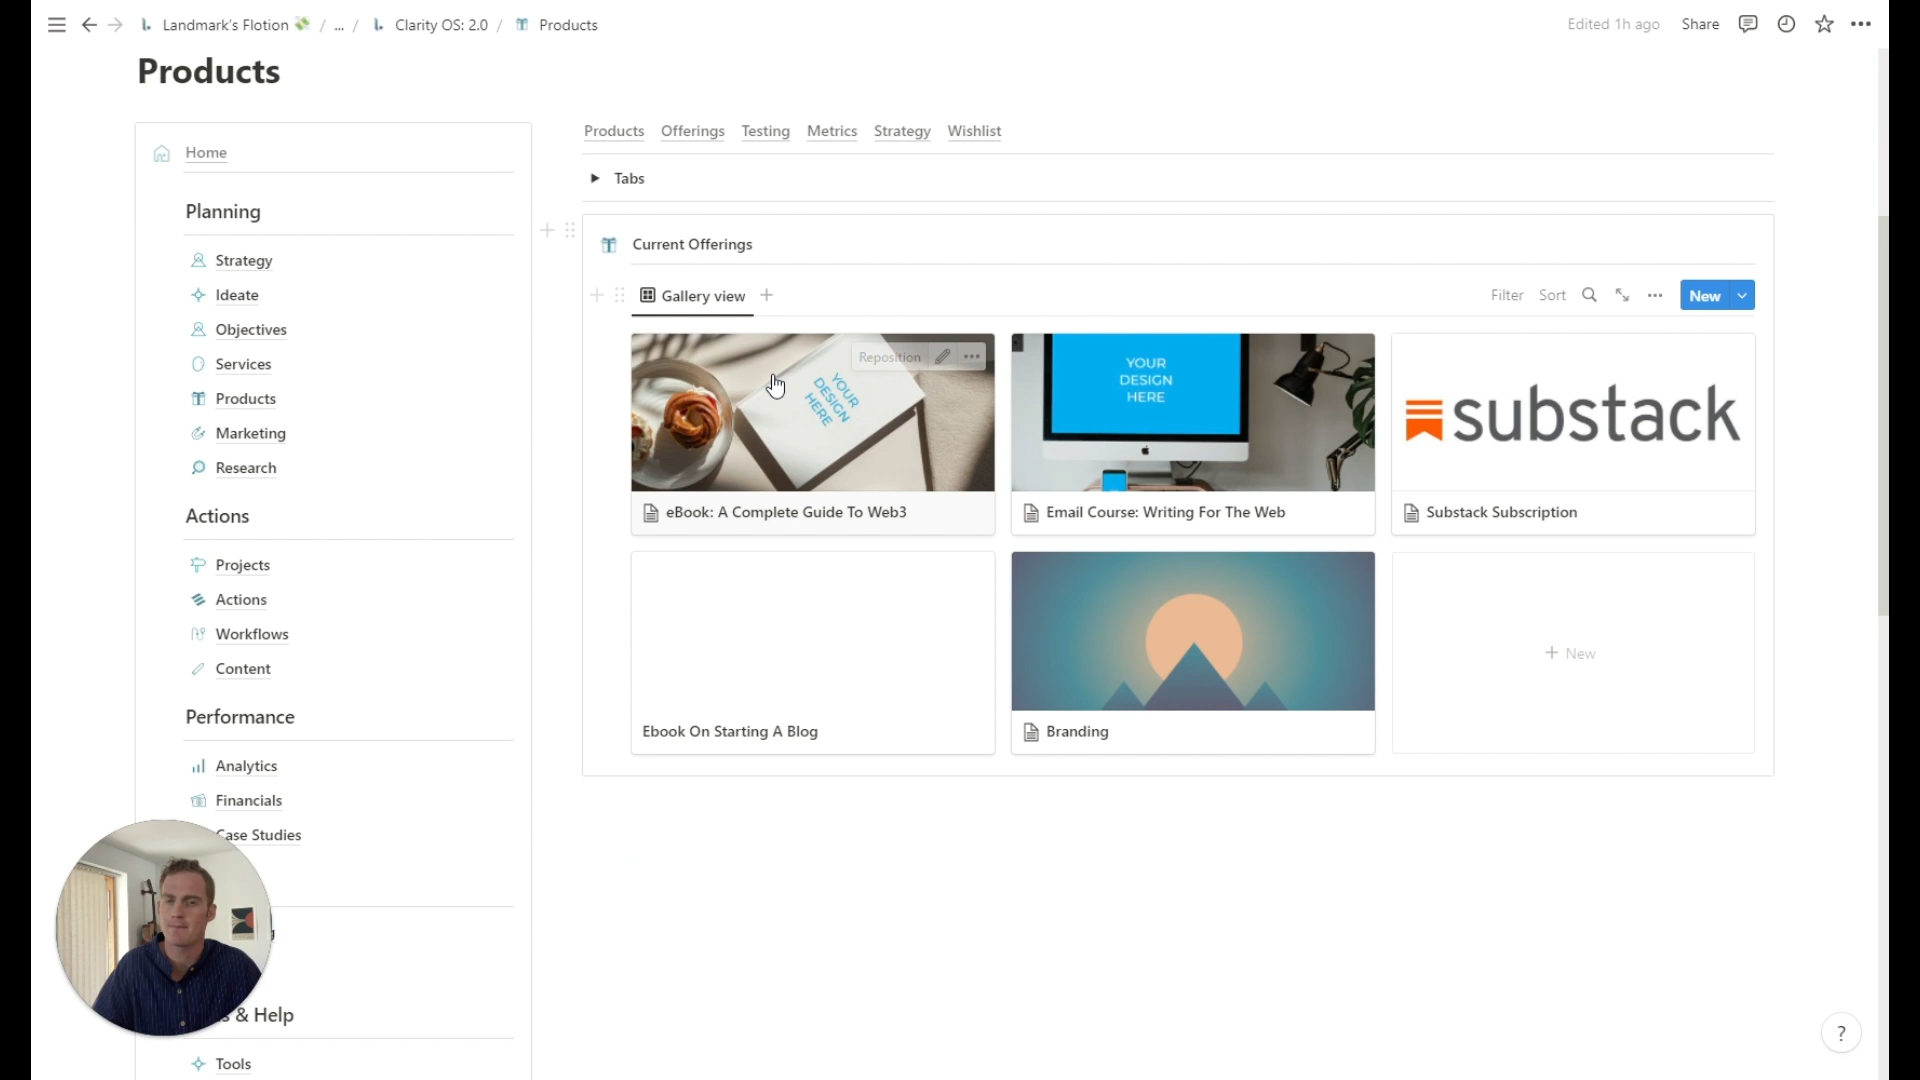 Landmark's Flotion / ... / Clarity OS: 2.0 / Products
Edited 1h ago Share
Products
Home
Planning
Strategy
Ideate
Objectives
Services
Products
Marketing
Research
Actions
Projects
Actions
Workflows
Content
Performance
Analytics
Financials
Case Studies
& Help
Tools
Products Offerings Testing Metrics Strategy Wishlist
Tabs
Current Offerings
Gallery view
Filter Sort New
Reposition
YOUR
DESIGN
HERE
eBook: A Complete Guide To Web3
YOUR
DESIGN
HERE
Email Course: Writing For The Web
substack
Substack Subscription
Ebook On Starting A Blog
Branding
+ New
?